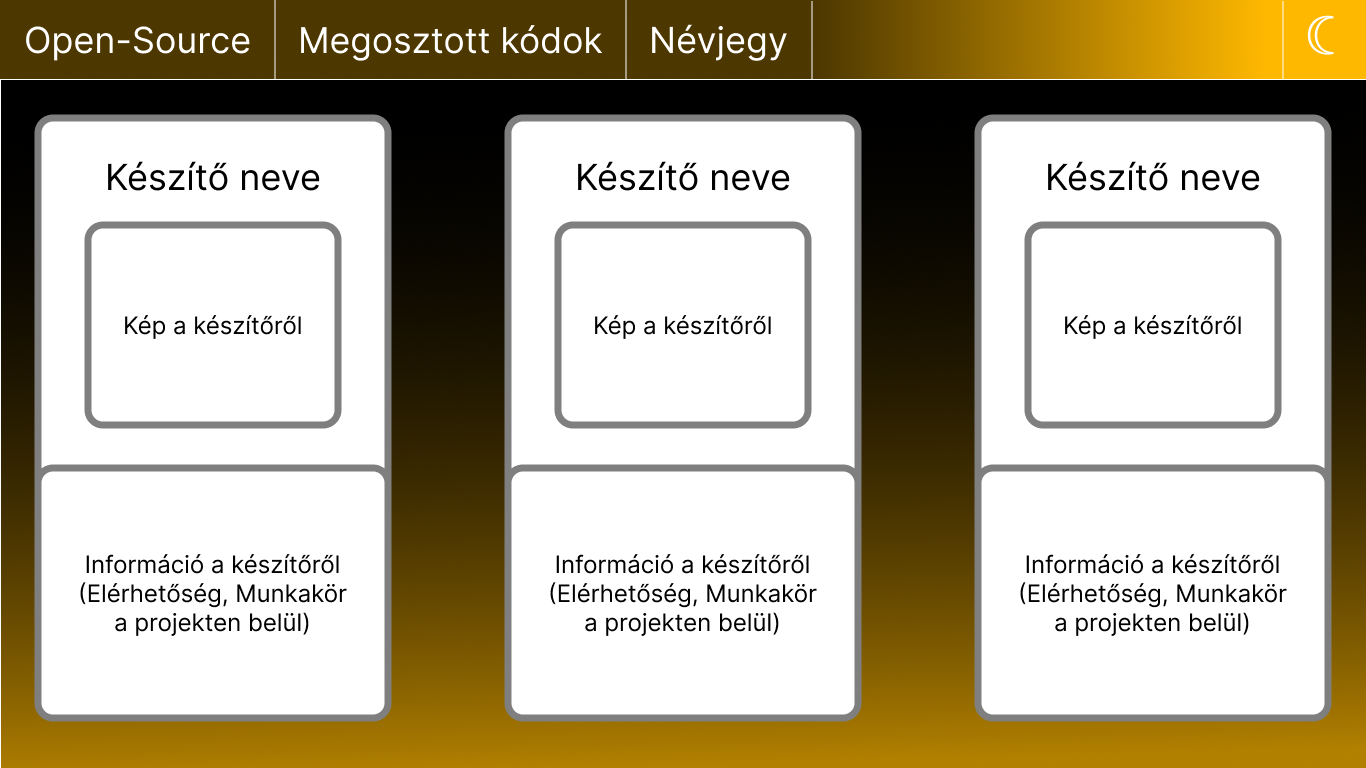 Open-Source
Megosztott kódok
Névjegy
Készítő neve
Kép a készítőről
Információ a készítőről
(Elérhetőség, Munkakör
a projekten belül)
Készítő neve
Kép a készítőről
Információ a készítőről
(Elérhetőség, Munkakör
a projekten belül)
Készítő neve
Kép a készítőről
Információ a készítőről
(Elérhetőség, Munkakör
a projekten belül)